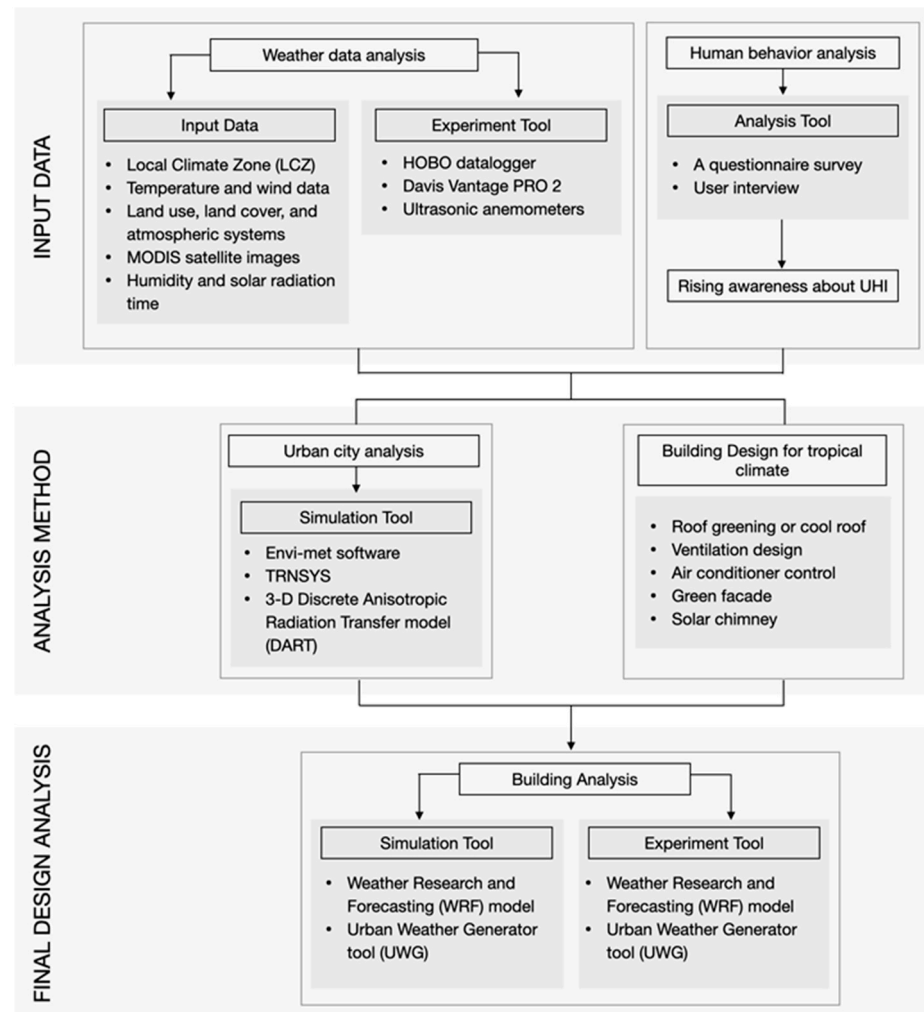 INPUT DATA
Weather data analysis
Input Data
• Local Climate Zone (LCZ)
• Temperature and wind data
• Land use, land cover, and
atmospheric systems
• MODIS satellite images
• Humidity and solar radiation
time
Experiment Tool
• HOBO datalogger
• Davis Vantage PRO 2
• Ultrasonic anemometers
Human behavior analysis
Analysis Tool
• A questionnaire survey
• User interview
Rising awareness about UHI
ANALYSIS METHOD
Urban city analysis
Simulation Tool
• Envi-met software
• TRNSYS
• 3-D Discrete Anisotropic
Radiation Transfer model
(DART)
Building Design for tropical
climate
• Roof greening or cool roof
• Ventilation design
• Air conditioner control
• Green facade
• Solar chimney
FINAL DESIGN ANALYSIS
Building Analysis
Simulation Tool
• Weather Research and
Forecasting (WRF) model
• Urban Weather Generator
tool (UWG)
Experiment Tool
• Weather Research and
Forecasting (WRF) model
• Urban Weather Generator
tool (UWG)